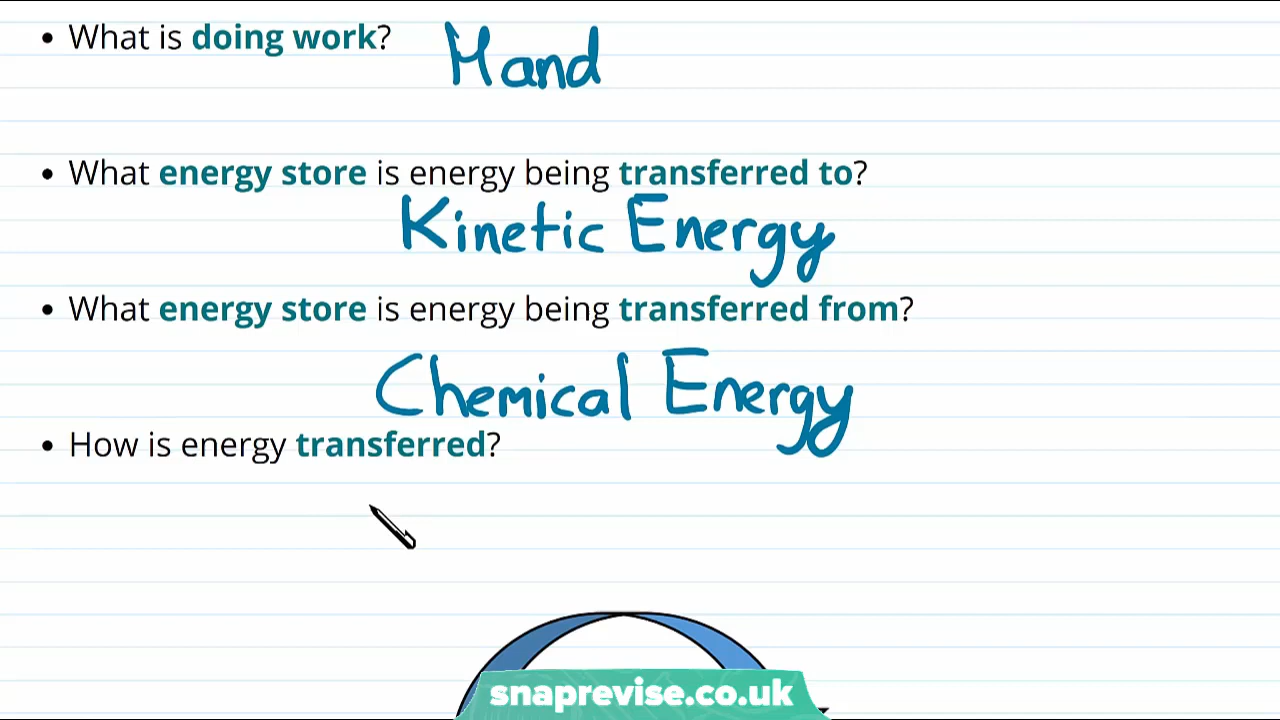 • What is doing work?
Hand
• What energy store is energy being transferred to?
Kinetic Energy
• What energy store is energy being transferred from?
Chemical Energy
• How is energy transferred?
snaprevise.co.uk